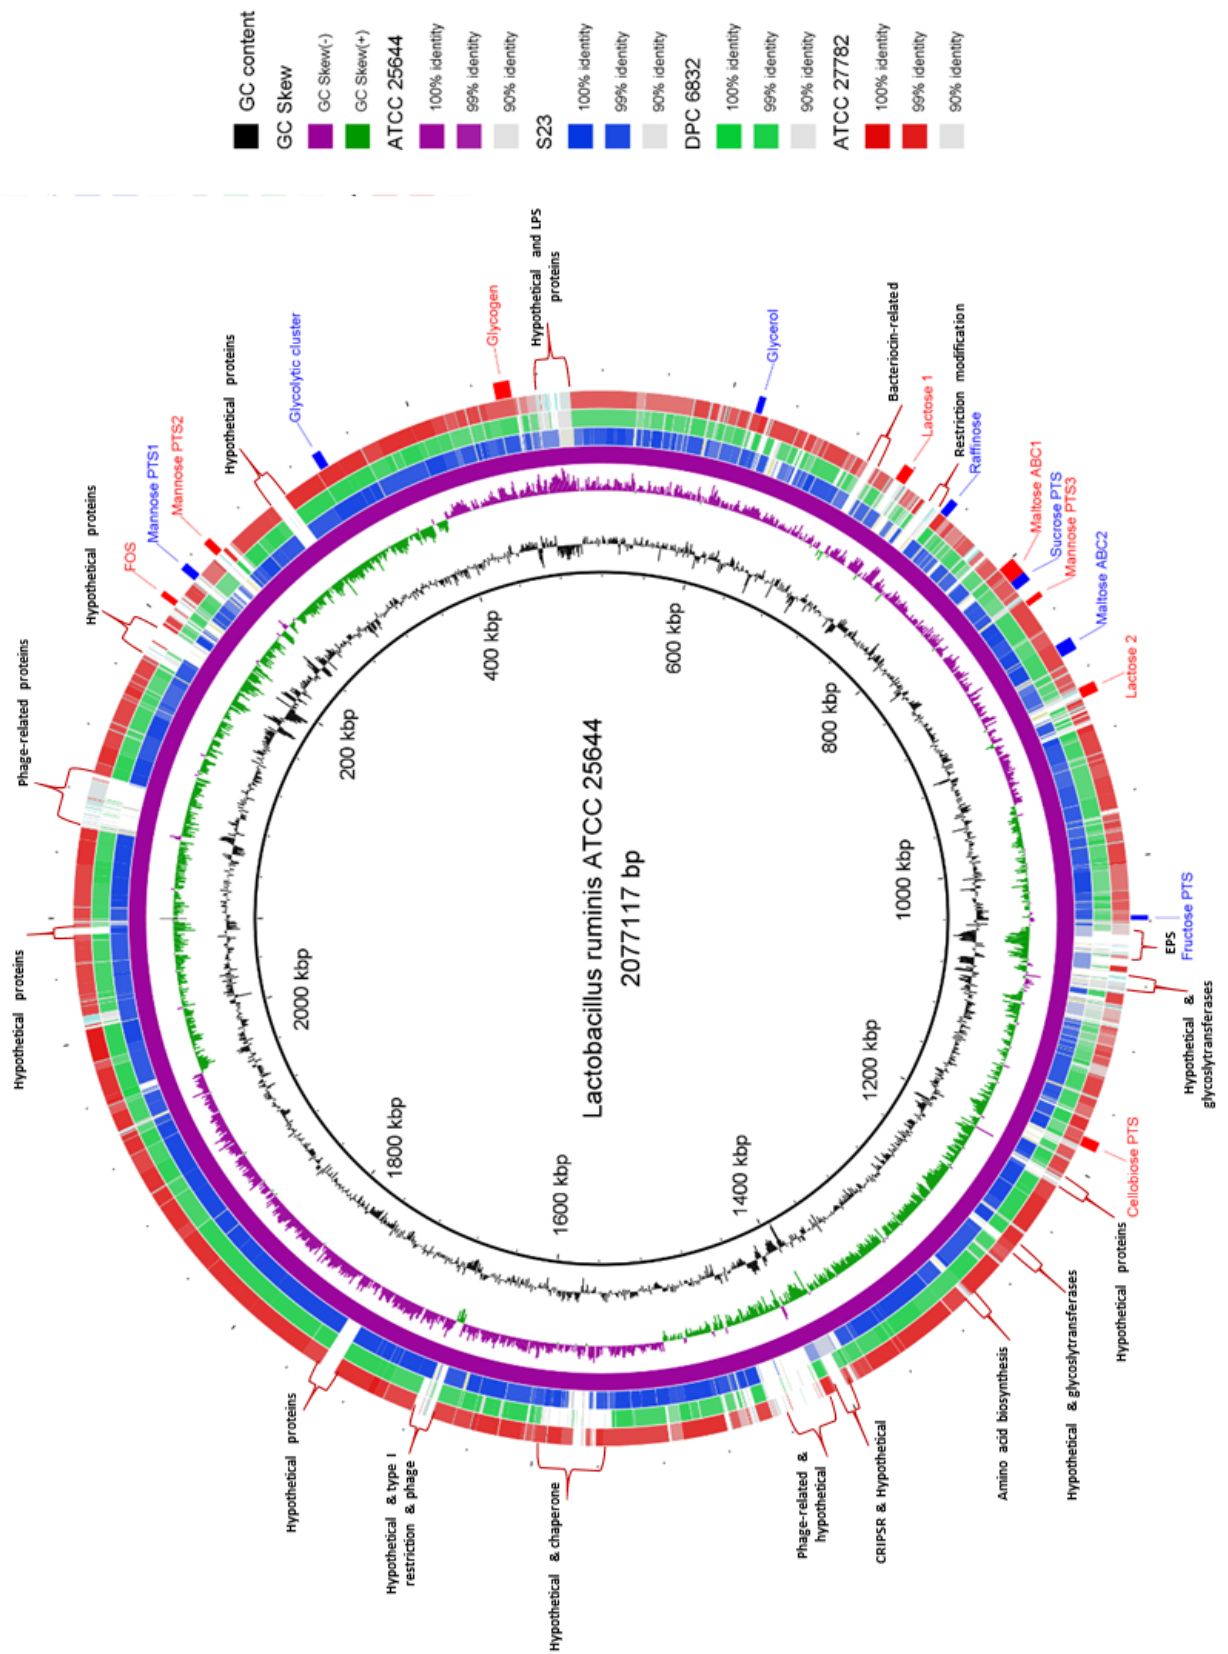 GC content
GC Skew
GC Skew(-)
GC Skew(+)
ATCC 25644
100% identity
99% identity
90% identity
S23
100% identity
99% identity
90% identity
DPC 6832
100% identity
99% identity
90% identity
ATCC 27782
100% identity
99% identity
90% identity
Lactobacillus ruminis ATCC 25644
2077117 bp
200 kbp
400 kbp
600 kbp
800 kbp
1000 kbp
1200 kbp
1400 kbp
1600 kbp
1800 kbp
2000 kbp
Hypothetical proteins
Phage-related proteins
Hypothetical proteins
FOS
Mannose PTS1
Mannose PTS2
Hypothetical proteins
Glycolytic cluster
Glycogen
Hypothetical and LPS
proteins
Glycerol
Bacteriocin-related
Lactose 1
Restriction modification
Raffinose
Maltose ABC1
Sucrose PTS
Mannose PTS3
Maltose ABC2
Lactose 2
Fructose PTS
EPS
Hypothetical &
glycoslytransferases
Cellobiose PTS
Hypothetical proteins
Hypothetical & glycoslytransferases
Amino acid biosynthesis
CRIPSR & Hypothetical
Phage-related &
hypothetical
Hypothetical & chaperone
Hypothetical & type I
restriction & phage
Hypothetical proteins